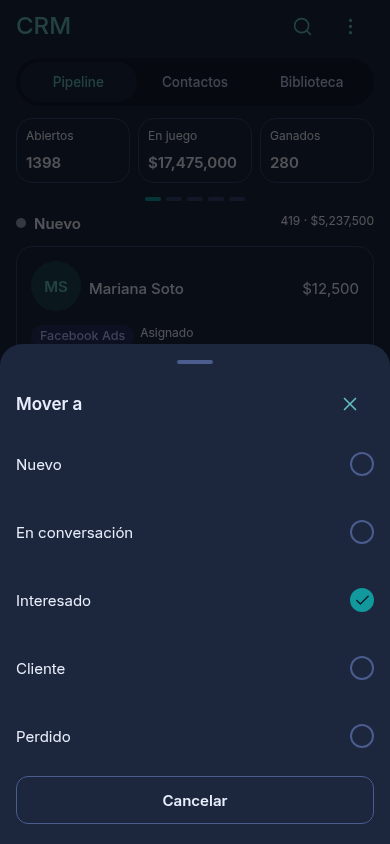 CRM
Pipeline
Contactos
Biblioteca
Abiertos
1398
En juego
$17,475,000
Ganados
280
Nuevo
419 · $5,237,500
MS
Mariana Soto
$12,500
Facebook Ads
Asignado
Mover a
Nuevo
En conversación
Interesado
Cliente
Perdido
Cancelar